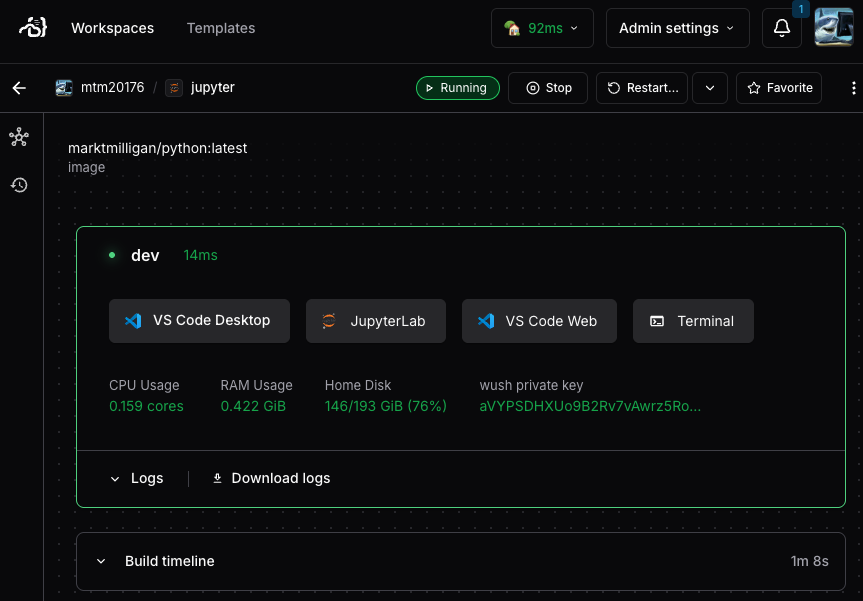 Workspaces Templates 92ms Admin settings 1
mtm20176 / jupyter Running Stop Restart... Favorite
marktmilligan/python:latest
image
dev 14ms
VS Code Desktop JupyterLab VS Code Web Terminal
CPU Usage RAM Usage Home Disk wush private key
0.159 cores 0.422 GiB 146/193 GiB (76%) aVYPSDHXUo9B2Rv7vAwrz5Ro...
Logs Download logs
Build timeline 1m 8s